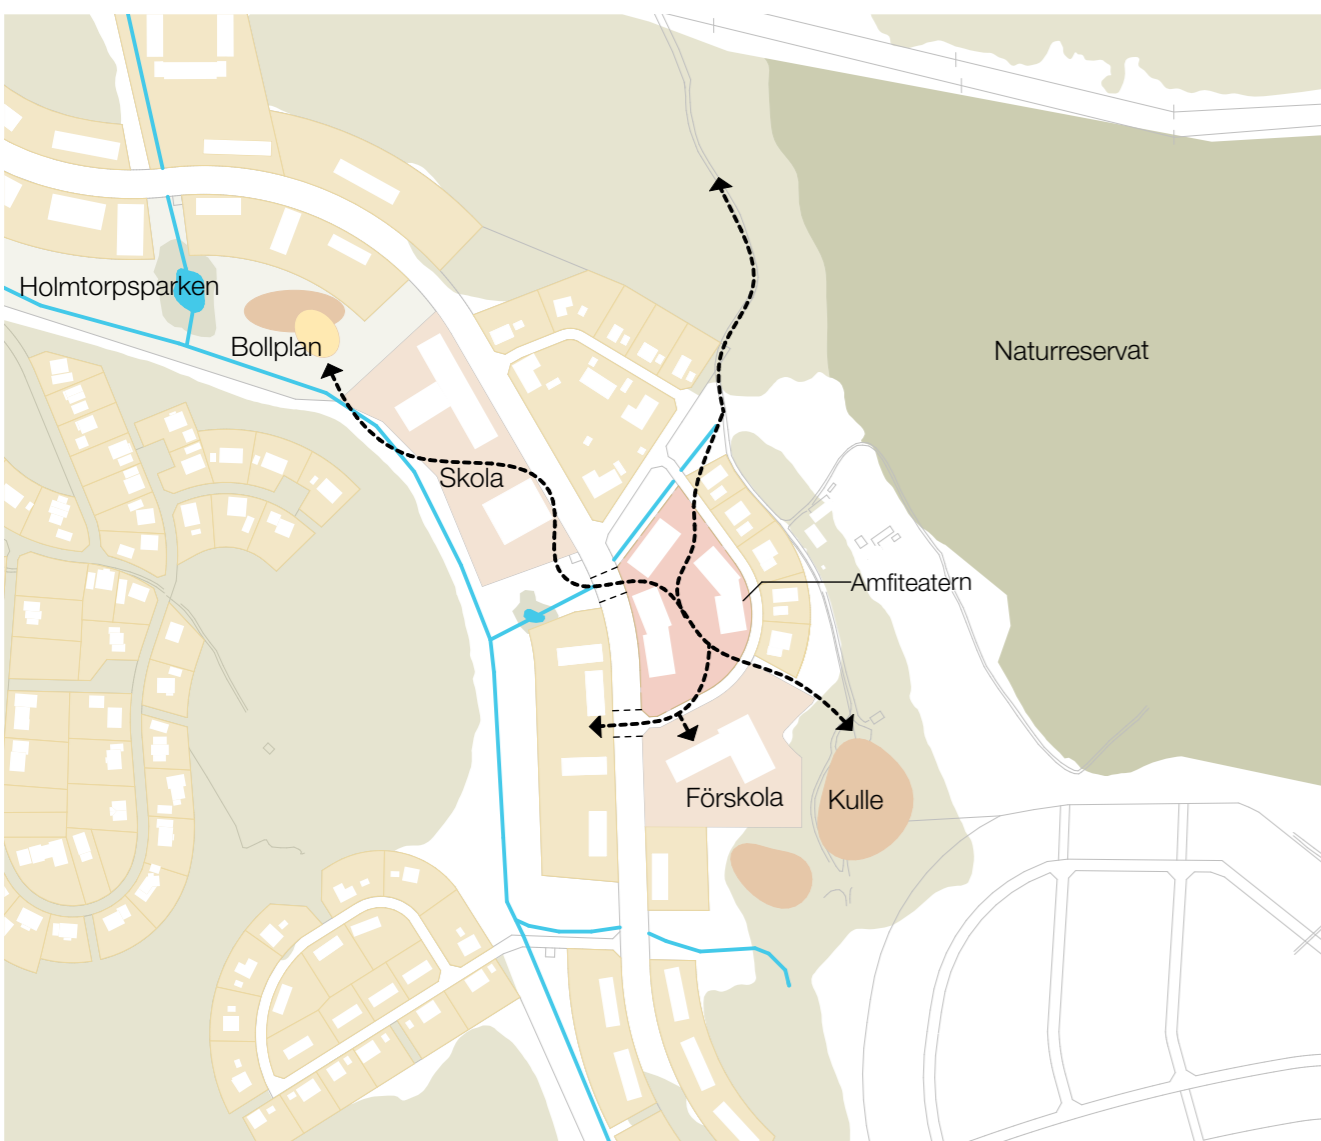 Holmtorpsparken
Bollplan
Naturreservat
Skola
Amfiteatern
Förskola
Kulle